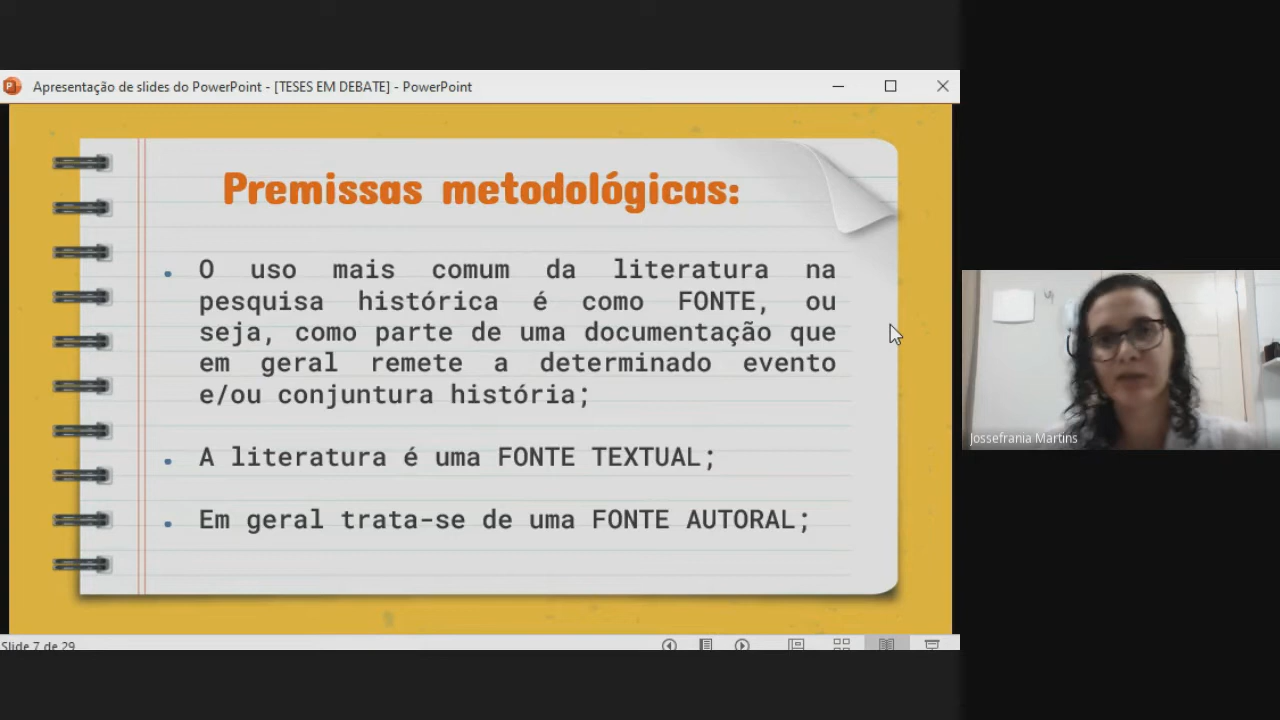 Apresentação de slides do PowerPoint - [TESES EM DEBATE] - PowerPoint
Premissas metodológicas:
O uso mais comum da literatura na
pesquisa histórica é como FONTE, ou
seja, como parte de uma documentação que
em geral remete a determinado evento
e/ou conjuntura história;
A literatura é uma FONTE TEXTUAL;
Em geral trata-se de uma FONTE AUTORAL;
Jossefrania Martins
Slide 7 de 29